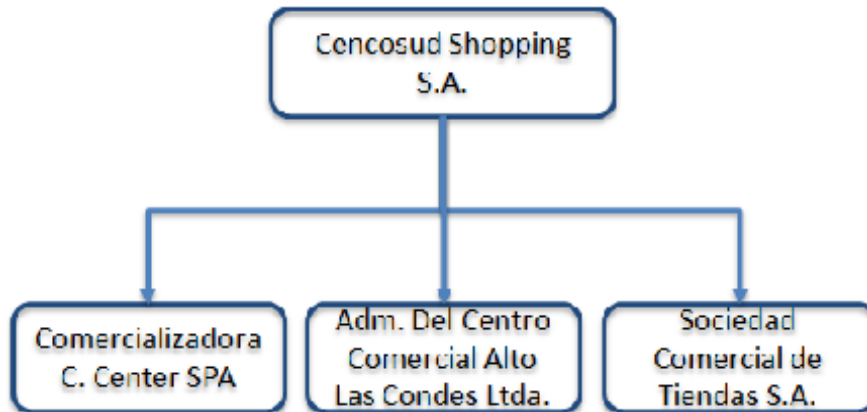 Cencosud Shopping
S.A.
Comercializadora
C. Center SPA
Adm. Del Centro
Comercial Alto
Las Condes Ltda.
Sociedad
Comercial de
Tiendas S.A.